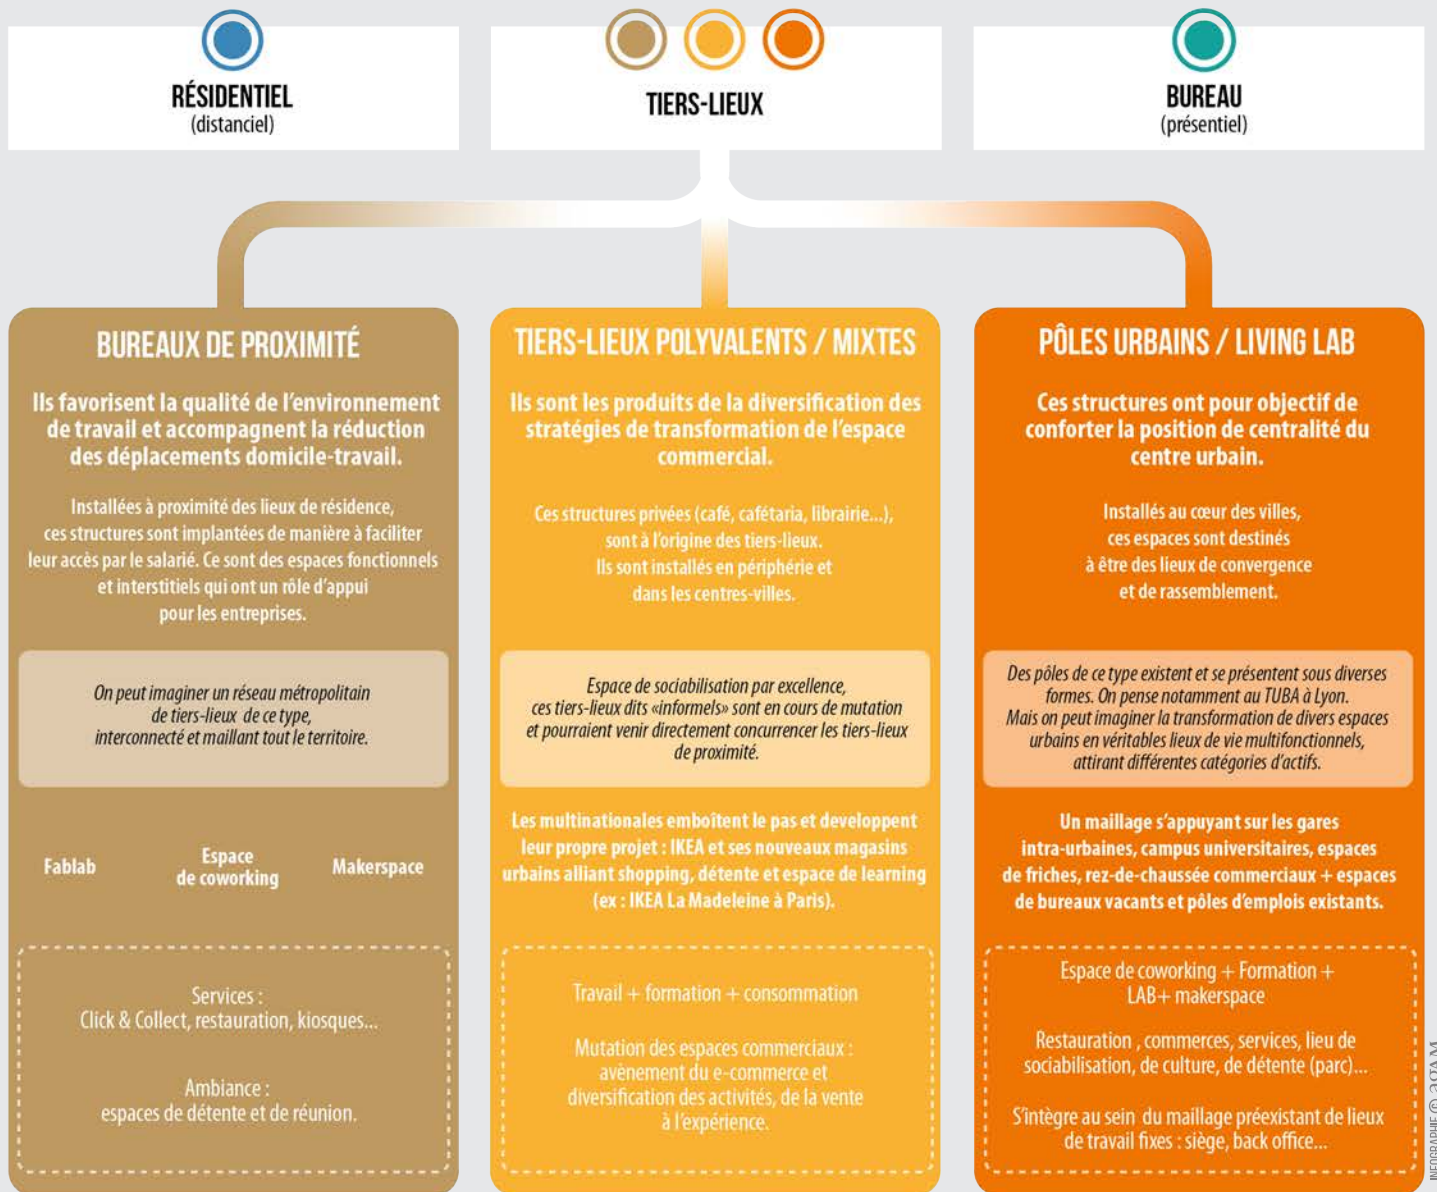 RÉSIDENTIEL
(distanciel)
TIERS-LIEUX
BUREAU
(présentiel)
BUREAUX DE PROXIMITÉ
Ils favorisent la qualité de l'environnement
de travail et accompagnent la réduction
des déplacements domicile-travail.
Installées à proximité des lieux de résidence,
ces structures sont implantées de manière à faciliter
leur accès par le salarié. Ce sont des espaces fonctionnels
et interstitiels qui ont un rôle d'appui
pour les entreprises.
On peut imaginer un réseau métropolitain
de tiers-lieux de ce type,
interconnecté et maillant tout le territoire.
Fablab
Espace
de coworking
Makerspace
Services :
Click & Collect, restauration, kiosques...
Ambiance :
espaces de détente et de réunion.
TIERS-LIEUX POLYVALENTS / MIXTES
Ils sont les produits de la diversification des
stratégies de transformation de l'espace
commercial.
Ces structures privées (café, cafétaria, librairie...),
sont à l'origine des tiers-lieux.
Ils sont installés en périphérie et
dans les centres-villes.
Espace de sociabilisation par excellence,
ces tiers-lieux dits «informels» sont en cours de mutation
et pourraient venir directement concurrencer les tiers-lieux
de proximité.
Les multinationales emboîtent le pas et developpent
leur propre projet : IKEA et ses nouveaux magasins
urbains alliant shopping, détente et espace de learning
(ex : IKEA La Madeleine à Paris).
Travail + formation + consommation
Mutation des espaces commerciaux :
avènement du e-commerce et
diversification des activités, de la vente
à l'expérience.
PÔLES URBAINS / LIVING LAB
Ces structures ont pour objectif de
conforter la position de centralité du
centre urbain.
Installés au cœur des villes,
ces espaces sont destinés
à être des lieux de convergence
et de rassemblement.
Des pôles de ce type existent et se présentent sous diverses
formes. On pense notamment au TUBA à Lyon.
Mais on peut imaginer la transformation de divers espaces
urbains en véritables lieux de vie multifonctionnels,
attirant différentes catégories d'actifs.
Un maillage s'appuyant sur les gares
intra-urbaines, campus universitaires, espaces
de friches, rez-de-chaussée commerciaux + espaces
de bureaux vacants et pôles d'emplois existants.
Espace de coworking + Formation +
LAB+ makerspace
Restauration , commerces, services, lieu de
sociabilisation, de culture, de détente (parc)...
S'intègre au sein du maillage préexistant de lieux
de travail fixes : siège, back office...
INFOGRAPHIE ©